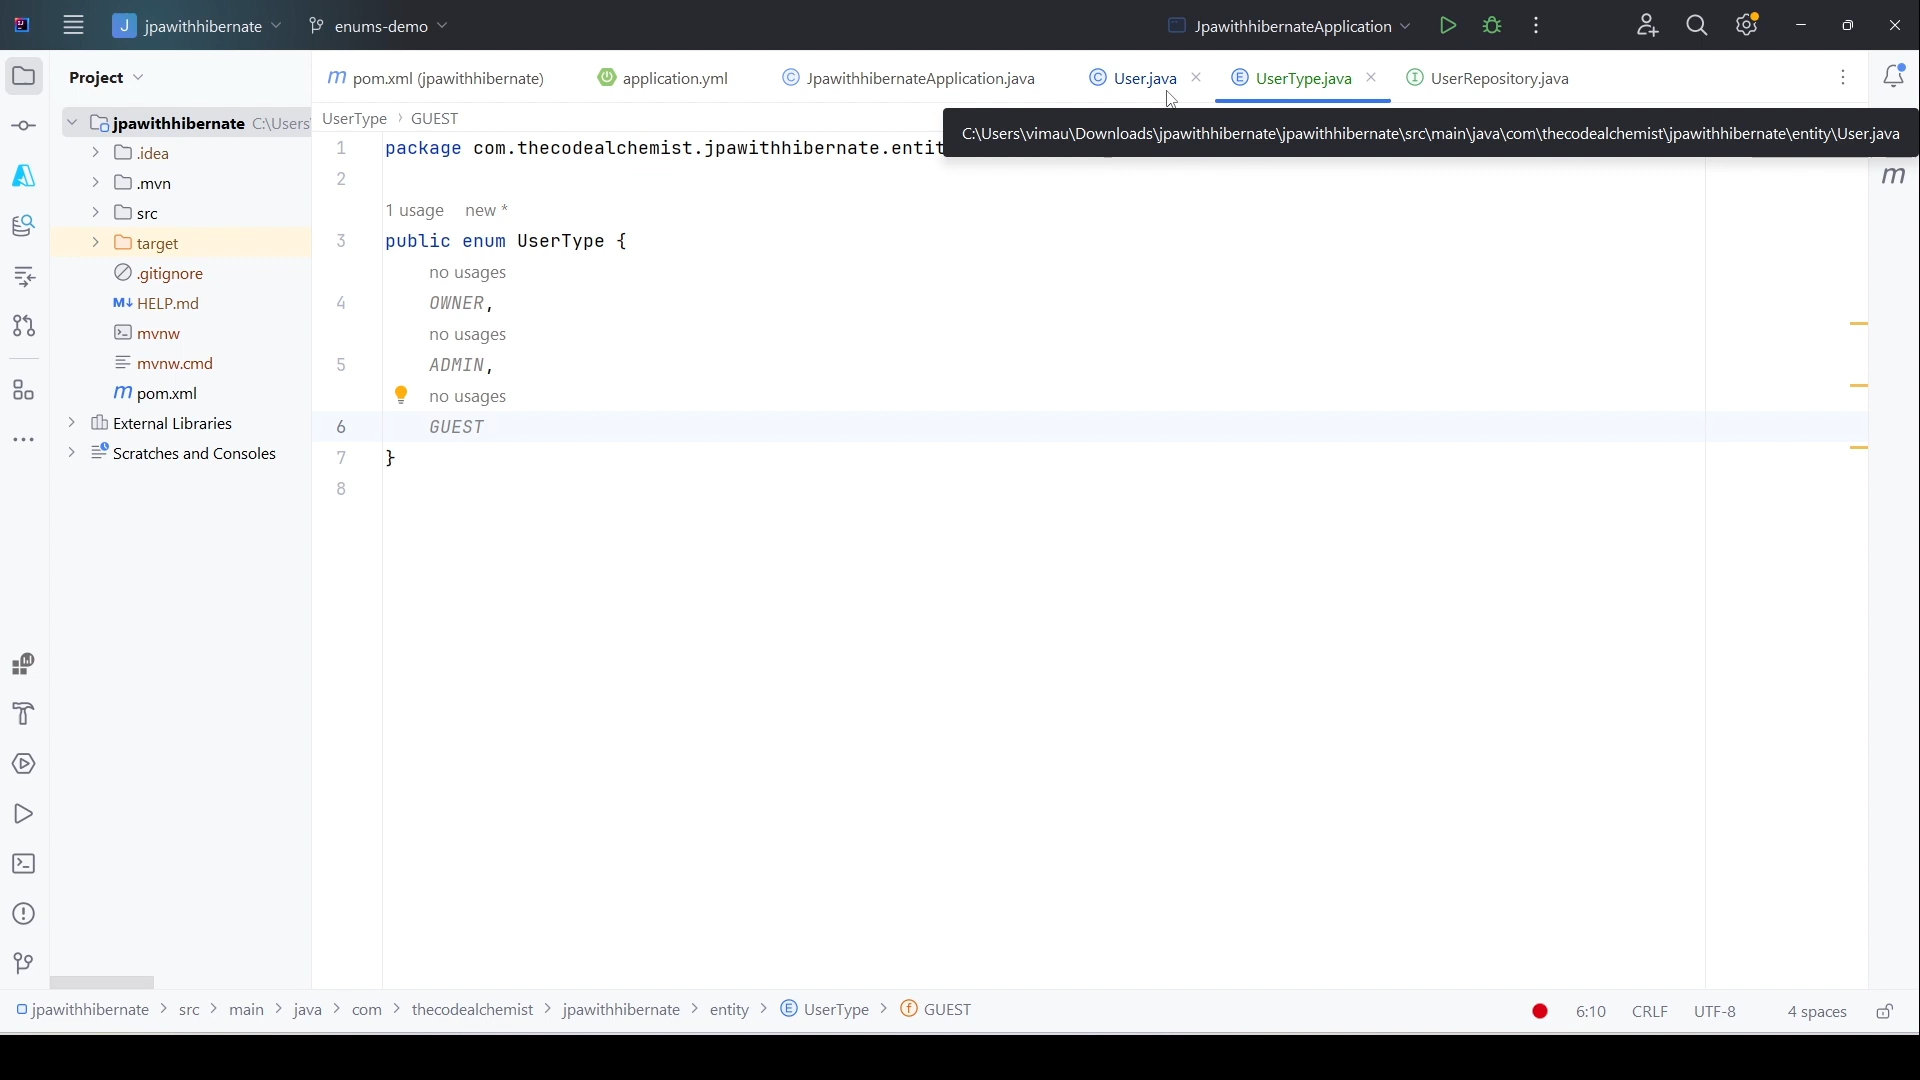 jpawithhibernate enums-demo JpawithhibernateApplication
Project
pom.xml (jpawithhibernate) application.yml JpawithhibernateApplication.java User.java UserType.java UserRepository.java
jpawithhibernate C:\Users
.idea
.mvn
src
target
.gitignore
HELP.md
mvnw
mvnw.cmd
pom.xml
External Libraries
Scratches and Consoles
UserType > GUEST
C:\Users\vimau\Downloads\jpawithhibernate\jpawithhibernate\src\main\java\com\thecodealchemist\jpawithhibernate\entity\User.java
1 package com.thecodealchemist.jpawithhibernate.entit
2
1 usage new *
3 public enum UserType {
no usages
4 OWNER,
no usages
5 ADMIN,
no usages
6 GUEST
7 }
8
jpawithhibernate > src > main > java > com > thecodealchemist > jpawithhibernate > entity > UserType > GUEST
6:10 CRLF UTF-8 4 spaces